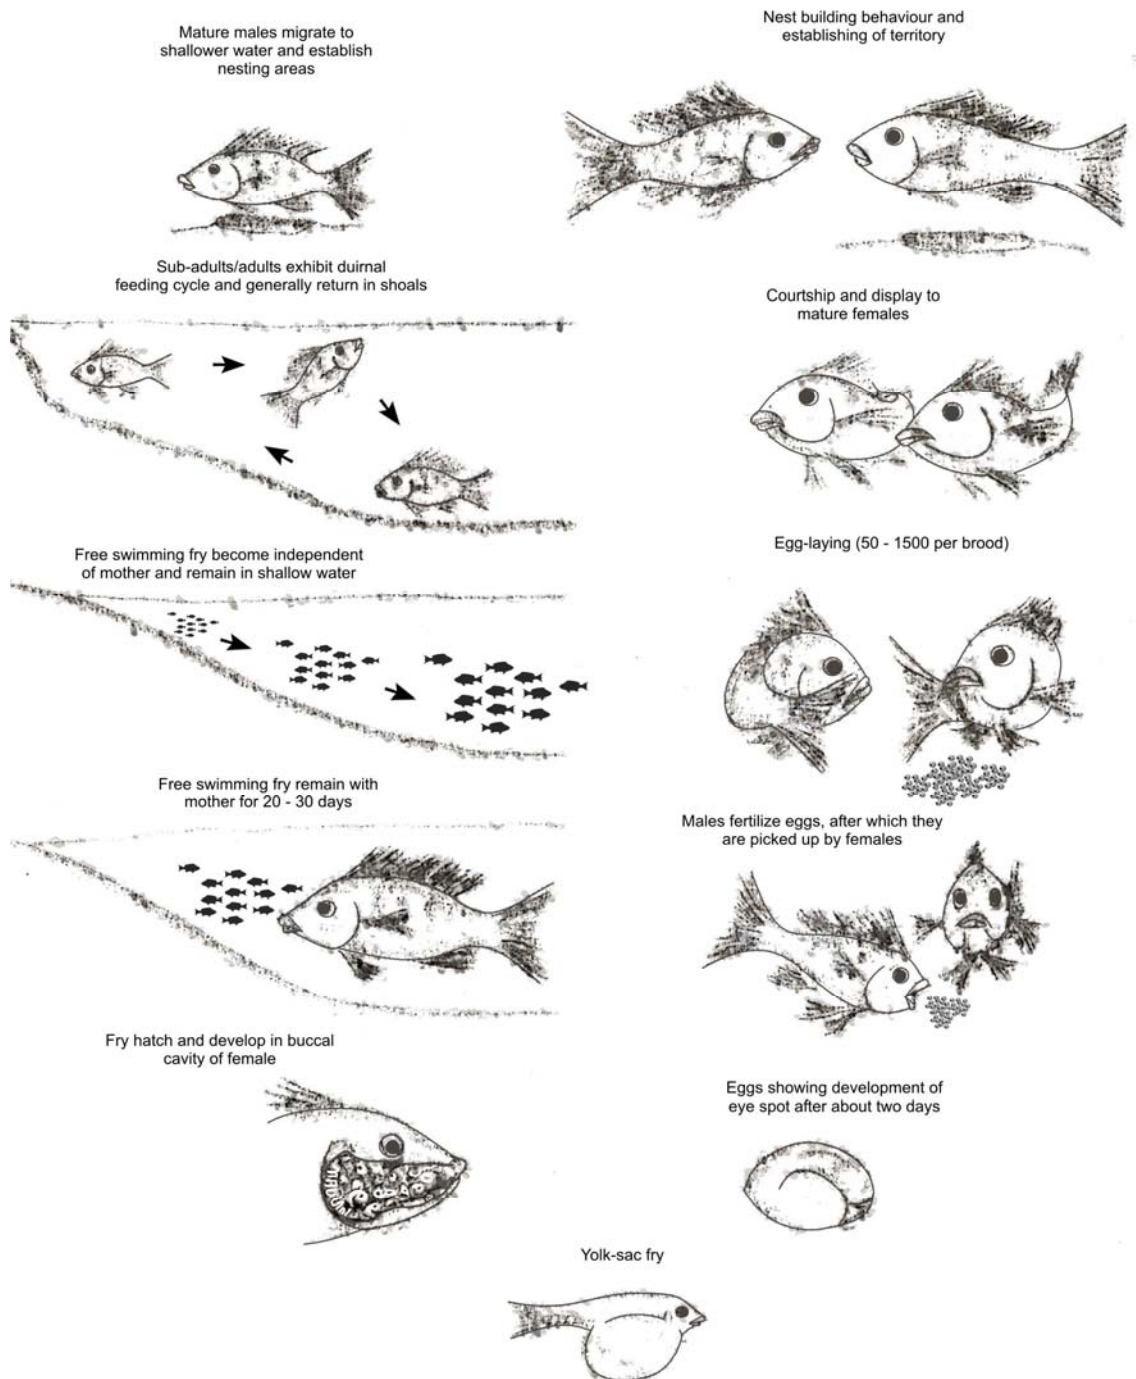 Mature males migrate to
shallower water and establish
nesting areas
Nest building behaviour and
establishing of territory
Sub-adults/adults exhibit duirnal
feeding cycle and generally return in shoals
Courtship and display to
mature females
Egg-laying (50 - 1500 per brood)
Free swimming fry become independent
of mother and remain in shallow water
Free swimming fry remain with
mother for 20 - 30 days
Males fertilize eggs, after which they
are picked up by females
Fry hatch and develop in buccal
cavity of female
Eggs showing development of
eye spot after about two days
Yolk-sac fry